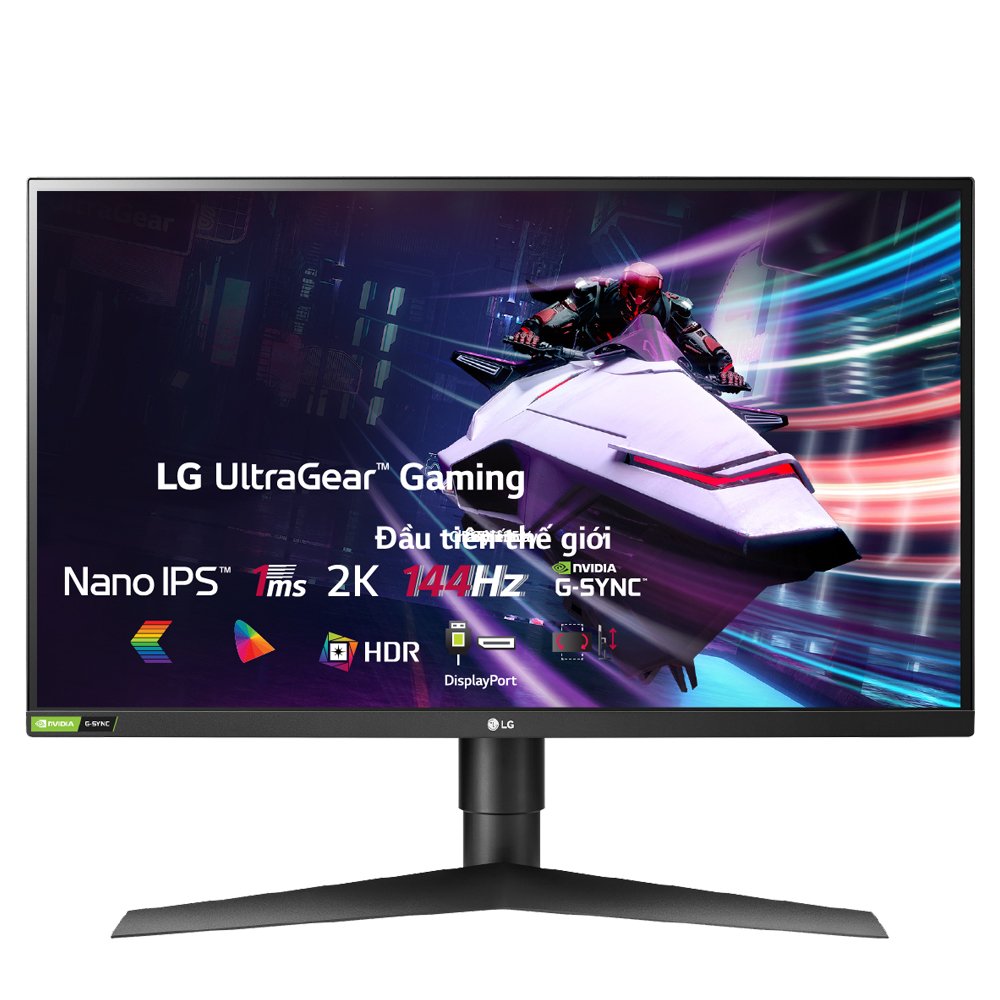 LG UltraGear™ Gaming
Đầu tiên thế giới
Nano IPS™ 1ms 2K 144Hz NVIDIA G-SYNC™
HDR
DisplayPort
NVIDIA G-SYNC
LG